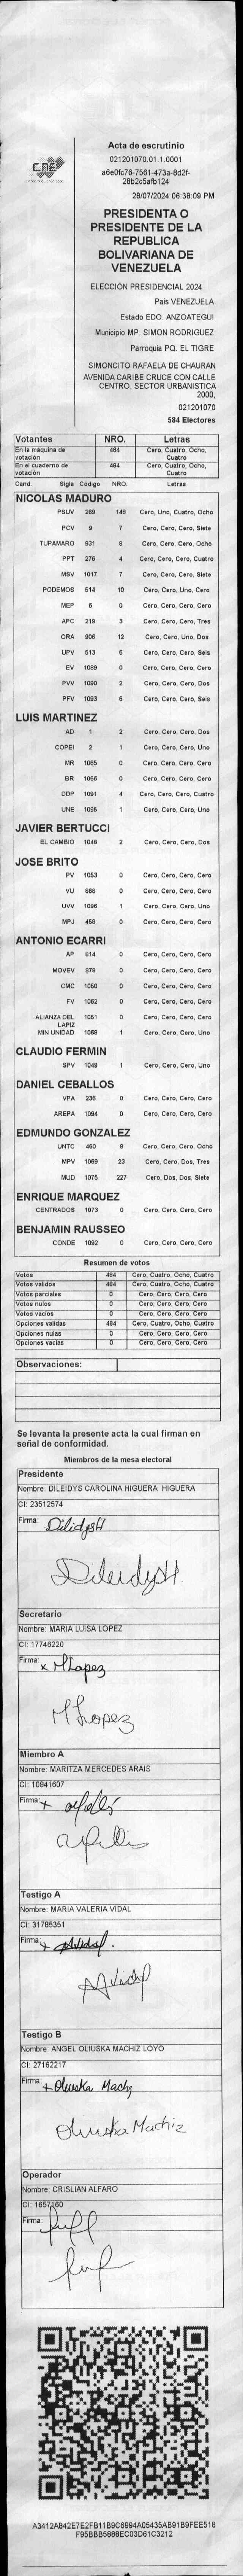 CNE
Acta de escrutinio
021201070.01.1.0001
a6e0fc76-7561-473a-8d2f-
28b2c5afb124
28/07/2024 06:38:09 PM
PRESIDENTA O
PRESIDENTE DE LA
REPUBLICA
BOLIVARIANA DE
VENEZUELA
ELECCIÓN PRESIDENCIAL 2024
Pais VENEZUELA
Estado EDO. ANZOATEGUI
Municipio MP. SIMON RODRIGUEZ
Parroquia PQ. EL TIGRE
SIMONCITO RAFAELA DE CHAURAN
AVENIDA CARIBE CRUCE CON CALLE
CENTRO, SECTOR URBANISTICA
2000,
021201070
584 Electores
Votantes NRO. Letras
En la máquina de votación 484 Cero, Cuatro, Ocho, Cuatro
En el cuaderno de votación 484 Cero, Cuatro, Ocho, Cuatro
Cand. Sigla Código NRO. Letras
NICOLAS MADURO
PSUV 269 148 Cero, Uno, Cuatro, Ocho
PCV 9 7 Cero, Cero, Cero, Siete
TUPAMARO 931 8 Cero, Cero, Cero, Ocho
PPT 276 4 Cero, Cero, Cero, Cuatro
MSV 1017 7 Cero, Cero, Cero, Siete
PODEMOS 514 10 Cero, Cero, Uno, Cero
MEP 6 0 Cero, Cero, Cero, Cero
APC 219 3 Cero, Cero, Cero, Tres
ORA 906 12 Cero, Cero, Uno, Dos
UPV 513 6 Cero, Cero, Cero, Seis
EV 1089 0 Cero, Cero, Cero, Cero
PVV 1090 2 Cero, Cero, Cero, Dos
PFV 1093 6 Cero, Cero, Cero, Seis
LUIS MARTINEZ
AD 1 2 Cero, Cero, Cero, Dos
COPEI 2 1 Cero, Cero, Cero, Uno
MR 1065 0 Cero, Cero, Cero, Cero
BR 1066 0 Cero, Cero, Cero, Cero
DDP 1091 4 Cero, Cero, Cero, Cuatro
UNE 1095 1 Cero, Cero, Cero, Uno
JAVIER BERTUCCI
EL CAMBIO 1048 2 Cero, Cero, Cero, Dos
JOSE BRITO
PV 1053 0 Cero, Cero, Cero, Cero
VU 868 0 Cero, Cero, Cero, Cero
UVV 1096 1 Cero, Cero, Cero, Uno
MPJ 458 0 Cero, Cero, Cero, Cero
ANTONIO ECARRI
AP 814 0 Cero, Cero, Cero, Cero
MOVEV 878 0 Cero, Cero, Cero, Cero
CMC 1050 0 Cero, Cero, Cero, Cero
FV 1062 0 Cero, Cero, Cero, Cero
ALIANZA DEL LAPIZ 1051 0 Cero, Cero, Cero, Cero
MIN UNIDAD 1068 1 Cero, Cero, Cero, Uno
CLAUDIO FERMIN
SPV 1049 1 Cero, Cero, Cero, Uno
DANIEL CEBALLOS
VPA 236 0 Cero, Cero, Cero, Cero
AREPA 1094 0 Cero, Cero, Cero, Cero
EDMUNDO GONZALEZ
UNTC 460 8 Cero, Cero, Cero, Ocho
MPV 1069 23 Cero, Cero, Dos, Tres
MUD 1075 227 Cero, Dos, Dos, Siete
ENRIQUE MARQUEZ
CENTRADOS 1073 0 Cero, Cero, Cero, Cero
BENJAMIN RAUSSEO
CONDE 1092 0 Cero, Cero, Cero, Cero
Resumen de votos
Votos 484 Cero, Cuatro, Ocho, Cuatro
Votos validos 484 Cero, Cuatro, Ocho, Cuatro
Votos parciales 0 Cero, Cero, Cero, Cero
Votos nulos 0 Cero, Cero, Cero, Cero
Votos vacios 0 Cero, Cero, Cero, Cero
Opciones validas 484 Cero, Cuatro, Ocho, Cuatro
Opciones nulas 0 Cero, Cero, Cero, Cero
Opciones vacias 0 Cero, Cero, Cero, Cero
Observaciones:
Se levanta la presente acta la cual firman en
señal de conformidad.
Miembros de la mesa electoral
Presidente
Nombre: DILEIDYS CAROLINA HIGUERA HIGUERA
CI: 23512574
Firma: DilidysH
DileidysH
Secretario
Nombre: MARIA LUISA LOPEZ
CI: 17746220
Firma: x MLopez
MLopez
Miembro A
Nombre: MARITZA MERCEDES ARAIS
CI: 10941607
Firma: x
Testigo A
Nombre: MARIA VALERIA VIDAL
CI: 31785351
Firma: x
Testigo B
Nombre: ANGEL OLIUSKA MACHIZ LOYO
CI: 27162217
Firma: + Oliuska Machiz
Oliuska Machiz
Operador
Nombre: CRISLIAN ALFARO
CI: 1657160
Firma:
A3412A842E7E2FB11B9C6994A05435AB91B9FEE518
F95BBB5688EC03D61C3212